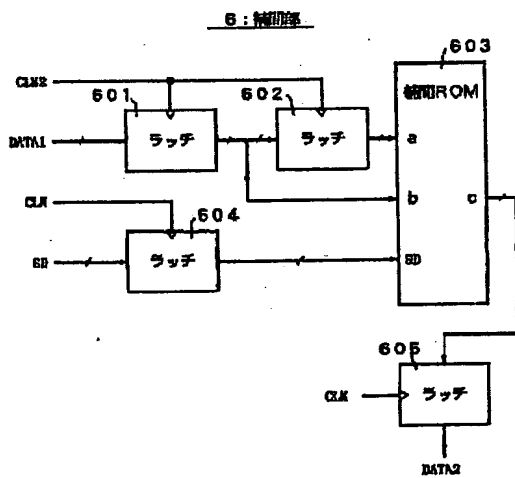 6:補間部
603
CLK2
601
602
補間ROM
DATA1
ラッチ
ラッチ
a
CLK
b
c
604
SD
ラッチ
SD
605
CLK
ラッチ
DATA2